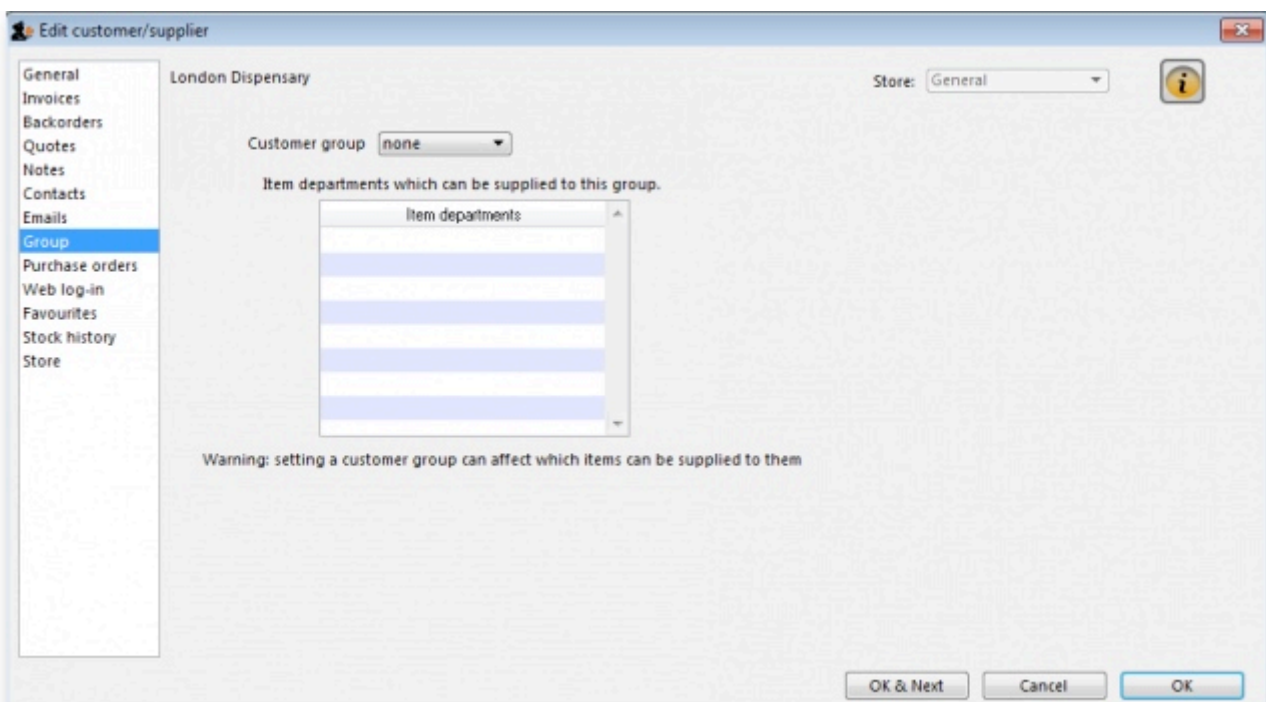 Edit customer/supplier
General
Invoices
Backorders
Quotes
Notes
Contacts
Emails
Group
Purchase orders
Web log-in
Favourites
Stock history
Store
London Dispensary
Store: General
Customer group none
Item departments which can be supplied to this group.
Item departments
Warning: setting a customer group can affect which items can be supplied to them
OK & Next Cancel OK